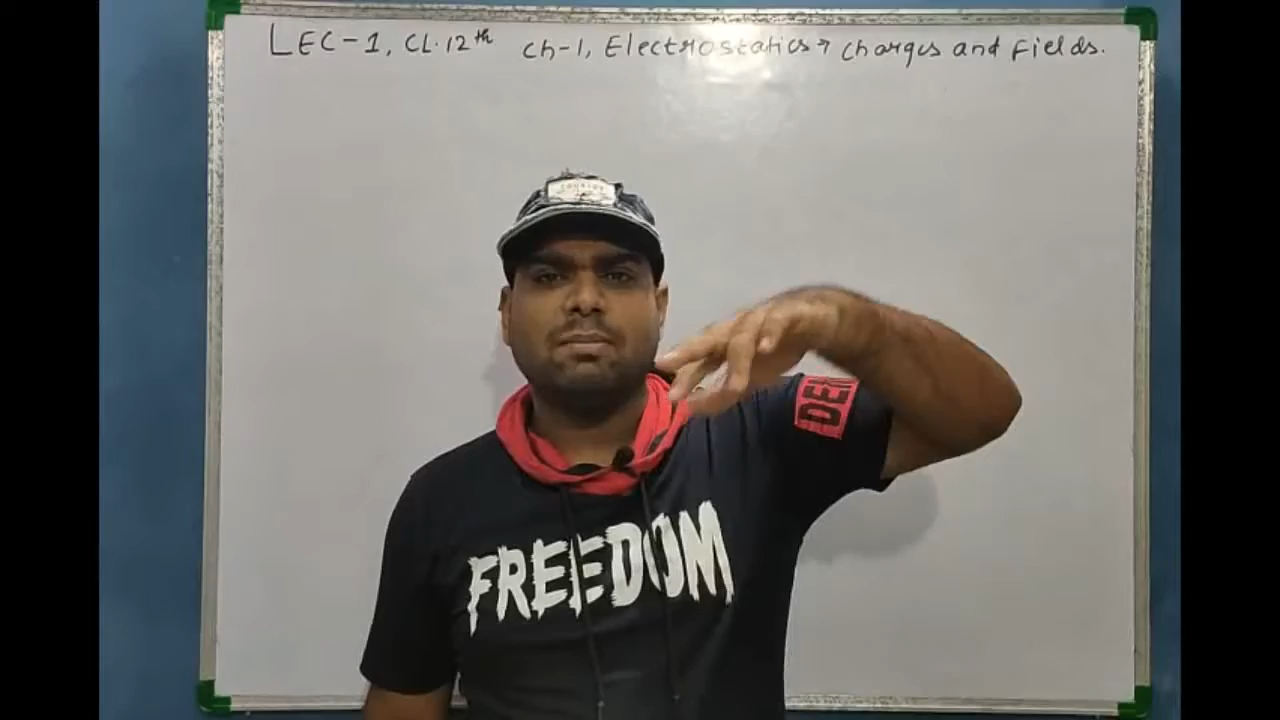 LEC-1, CL.12th Ch-1, Electrostatics → Charges and Fields.
FREEDOM